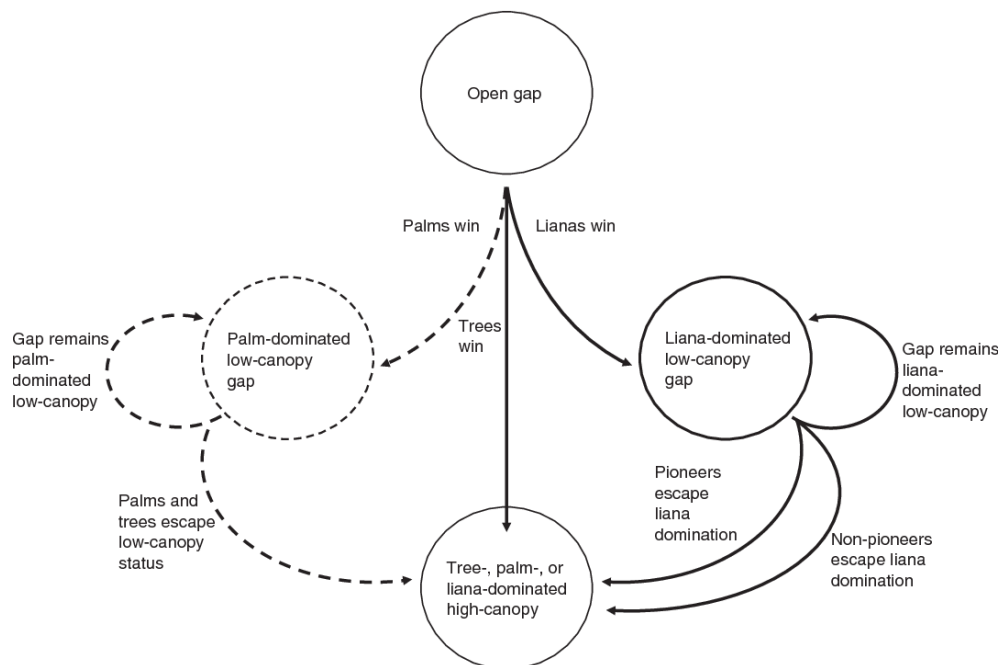 Open gap
Palms win
Lianas win
Trees
win
Gap remains
palm-
dominated
low-canopy
Palm-dominated
low-canopy
gap
Liana-dominated
low-canopy
gap
Gap remains
liana-
dominated
low-canopy
Palms and
trees escape
low-canopy
status
Pioneers
escape
liana
domination
Non-pioneers
escape liana
domination
Tree-, palm-, or
liana-dominated
high-canopy